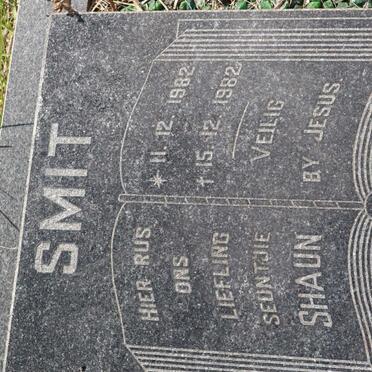 SMIT
HIER RUS
ONS
LIEFLING
SEUNTJIE
SHAUN
* 11. 12. 1982
† 15. 12. 1982
VEILIG
BY JESUS